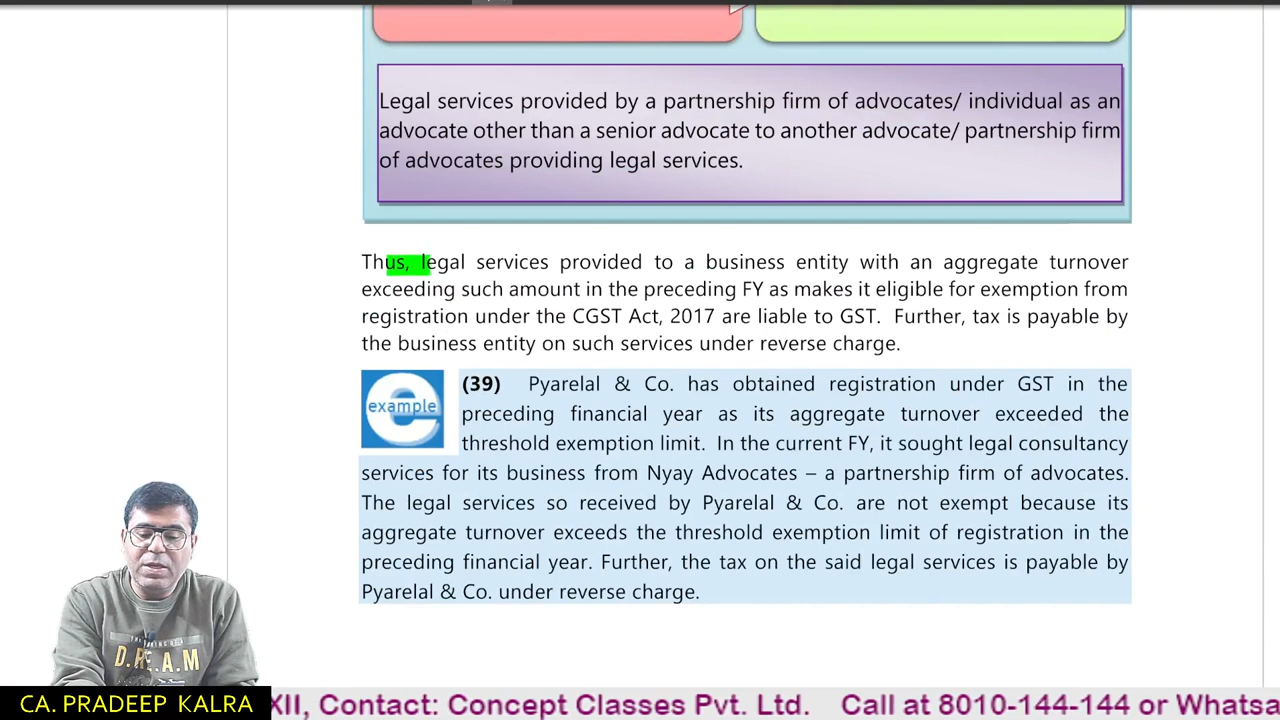 Legal services provided by a partnership firm of advocates/ individual as an
advocate other than a senior advocate to another advocate/ partnership firm
of advocates providing legal services.
Thus, legal services provided to a business entity with an aggregate turnover
exceeding such amount in the preceding FY as makes it eligible for exemption from
registration under the CGST Act, 2017 are liable to GST. Further, tax is payable by
the business entity on such services under reverse charge.
example
(39) Pyarelal & Co. has obtained registration under GST in the
preceding financial year as its aggregate turnover exceeded the
threshold exemption limit. In the current FY, it sought legal consultancy
services for its business from Nyay Advocates – a partnership firm of advocates.
The legal services so received by Pyarelal & Co. are not exempt because its
aggregate turnover exceeds the threshold exemption limit of registration in the
preceding financial year. Further, the tax on the said legal services is payable by
Pyarelal & Co. under reverse charge.
D.R.E.A.M
CA. PRADEEP KALRA
XII, Contact: Concept Classes Pvt. Ltd. Call at 8010-144-144 or Whatsa